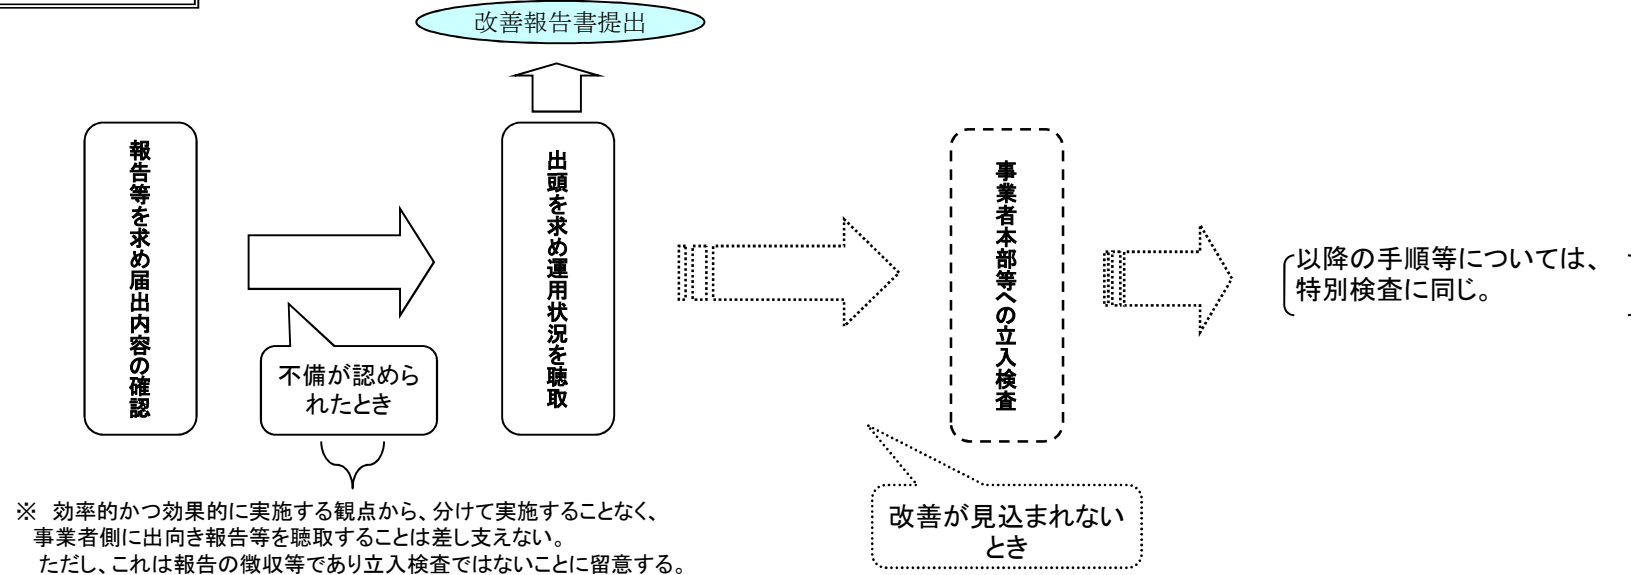 改善報告書提出
報告等を求め届出内容の確認
不備が認めら
れたとき
出頭を求め運用状況を聴取
事業者本部等への立入検査
改善が見込まれない
とき
以降の手順等については、
特別検査に同じ。
※ 効率的かつ効果的に実施する観点から、分けて実施することなく、
事業者側に出向き報告等を聴取することは差し支えない。
ただし、これは報告の徴収等であり立入検査ではないことに留意する。